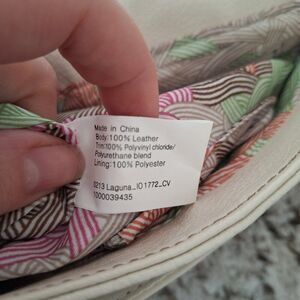 Made in China
Body:100% Leather
Trim:100% Polyvinyl chloride/
Polyurethane blend
Lining:100% Polyester
0213 Laguna_IO1772_CV
1000039435